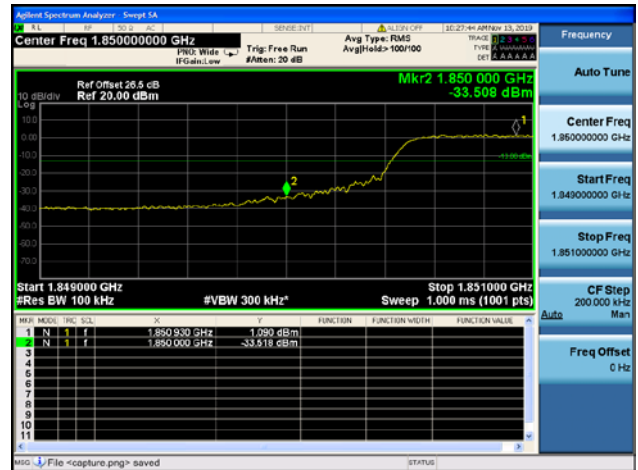 Agilent Spectrum Analyzer - Swept SA
RL RF 50 Ω AC SENSE:INT ALIGN OFF 10:27:44 AM Nov 13, 2019
Center Freq 1.850000000 GHz
PNO: Wide
IFGain:Low
Trig: Free Run
#Atten: 20 dB
Avg Type: RMS
Avg|Hold:> 100/100
TRACE 1 2 3 4 5 6
TYPE
DET A A A A A A
Mkr2 1.850 000 GHz
-33.508 dBm
Ref Offset 26.5 dB
Ref 20.00 dBm
10 dB/div
Log
10.0
0.00
-10.0
-20.0
-30.0
-40.0
-50.0
-60.0
-70.0
1
2
-13.00 dBm
Start 1.849000 GHz
Stop 1.851000 GHz
#Res BW 100 kHz #VBW 300 kHz* Sweep 1.000 ms (1001 pts)
MKR MODE TRC SCL X Y FUNCTION FUNCTION WIDTH FUNCTION VALUE
1 N 1 f 1.850 930 GHz 1.090 dBm
2 N 1 f 1.850 000 GHz -33.518 dBm
3
4
5
6
7
8
9
10
11
MSG File <capture.png> saved STATUS
Frequency
Auto Tune
Center Freq
1.850000000 GHz
Start Freq
1.849000000 GHz
Stop Freq
1.851000000 GHz
CF Step
200.000 kHz
Auto Man
Freq Offset
0 Hz